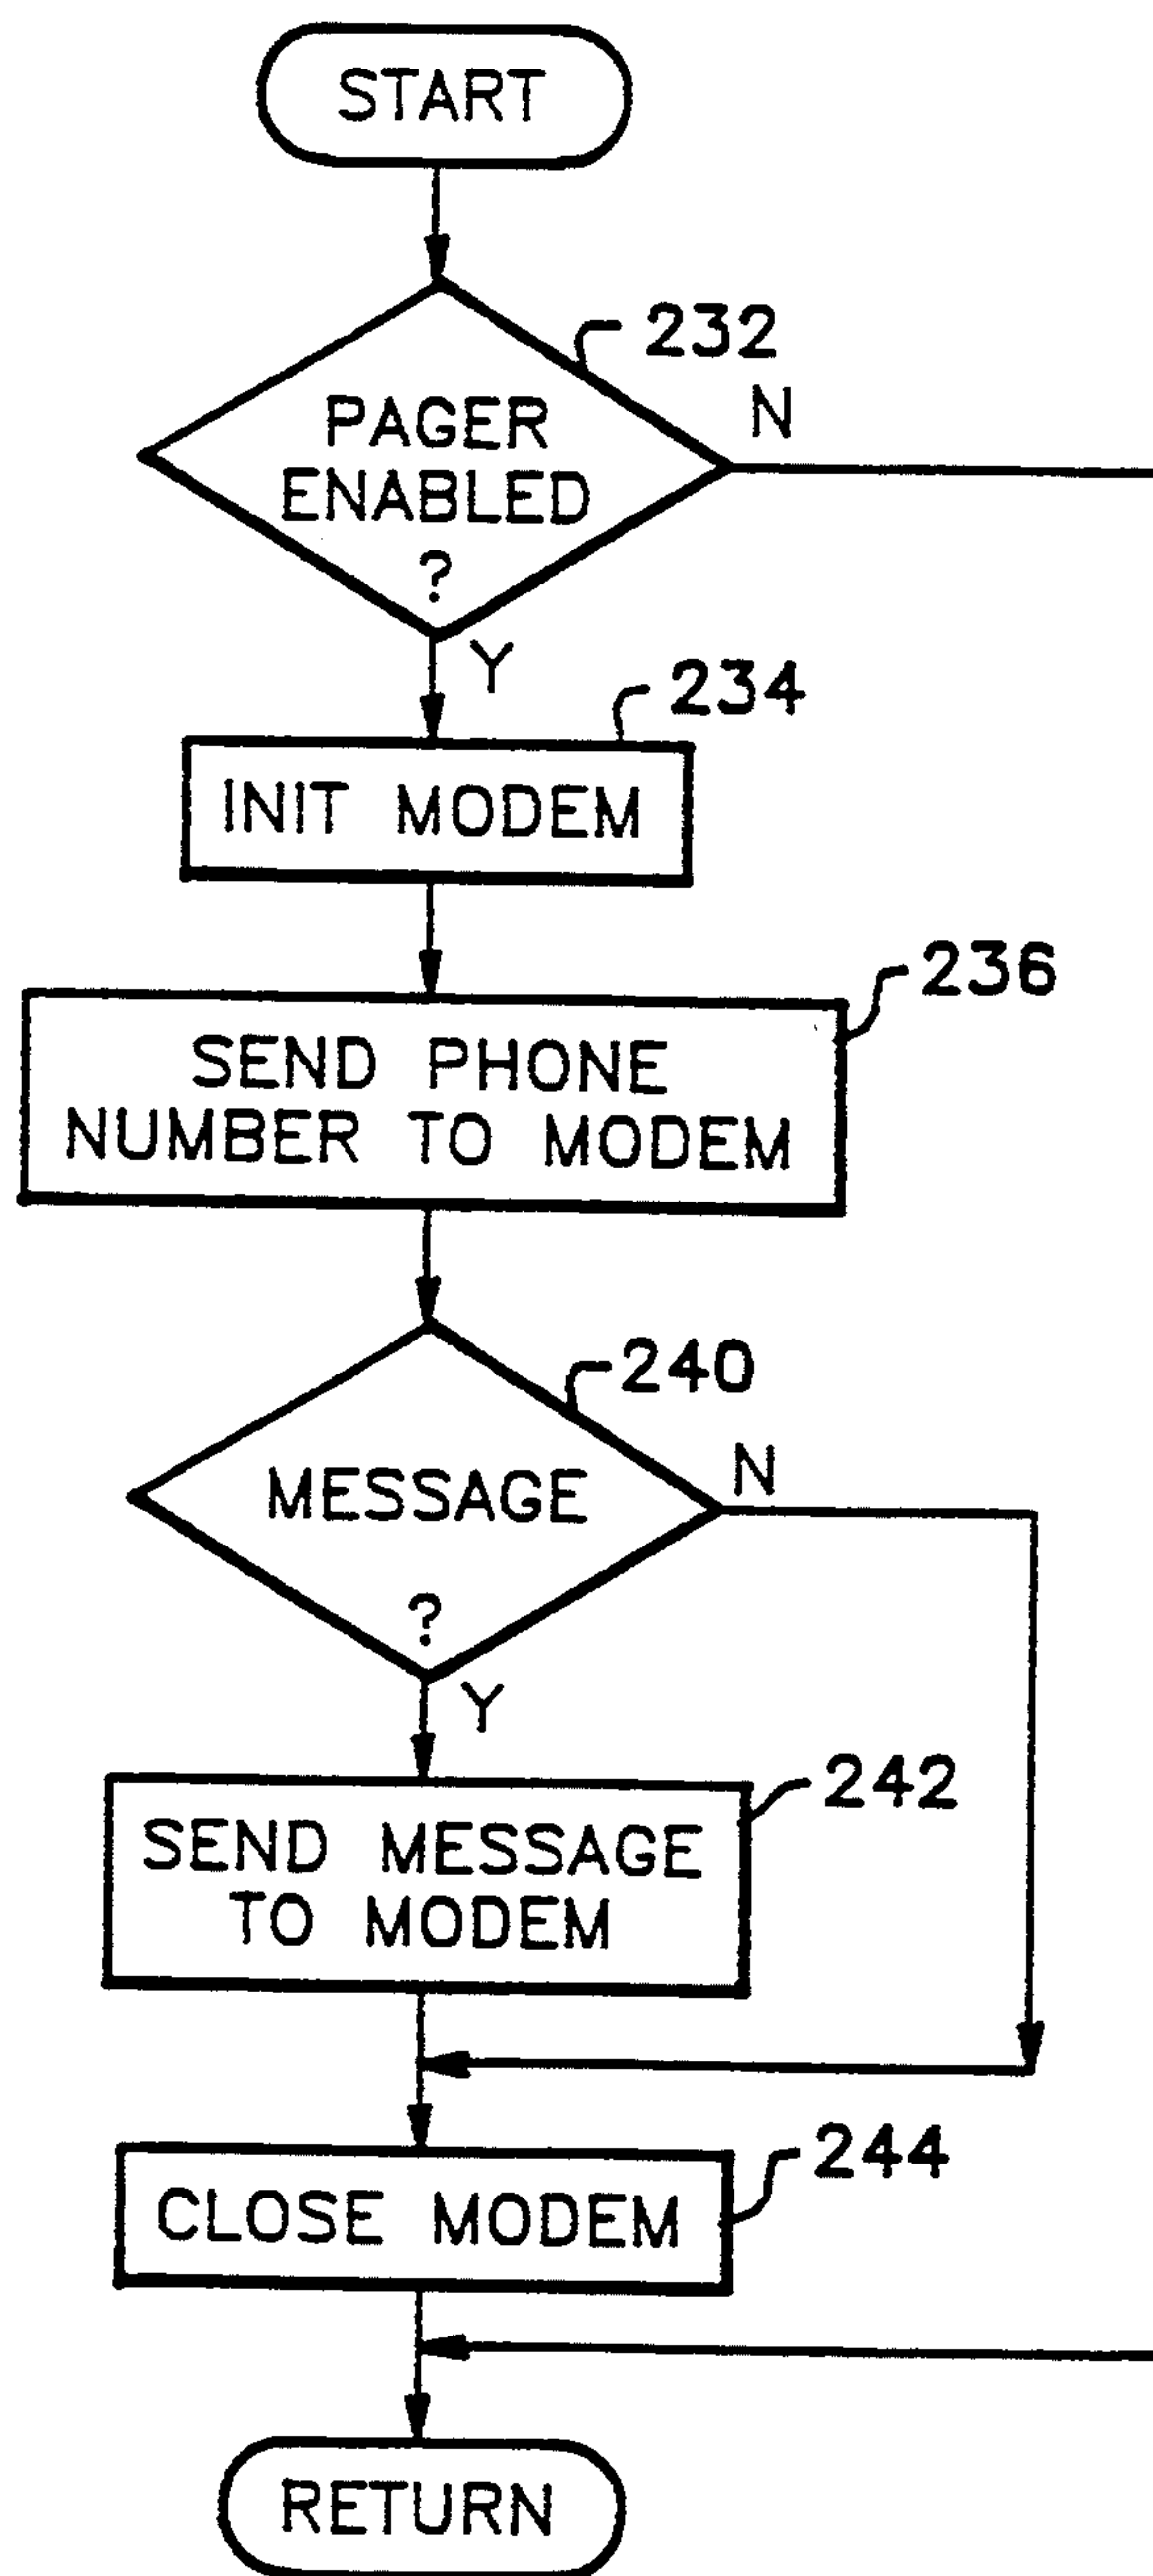 START
232
N
PAGER
ENABLED
?
Y
234
INIT MODEM
236
SEND PHONE
NUMBER TO MODEM
240
N
MESSAGE
?
Y
242
SEND MESSAGE
TO MODEM
244
CLOSE MODEM
RETURN